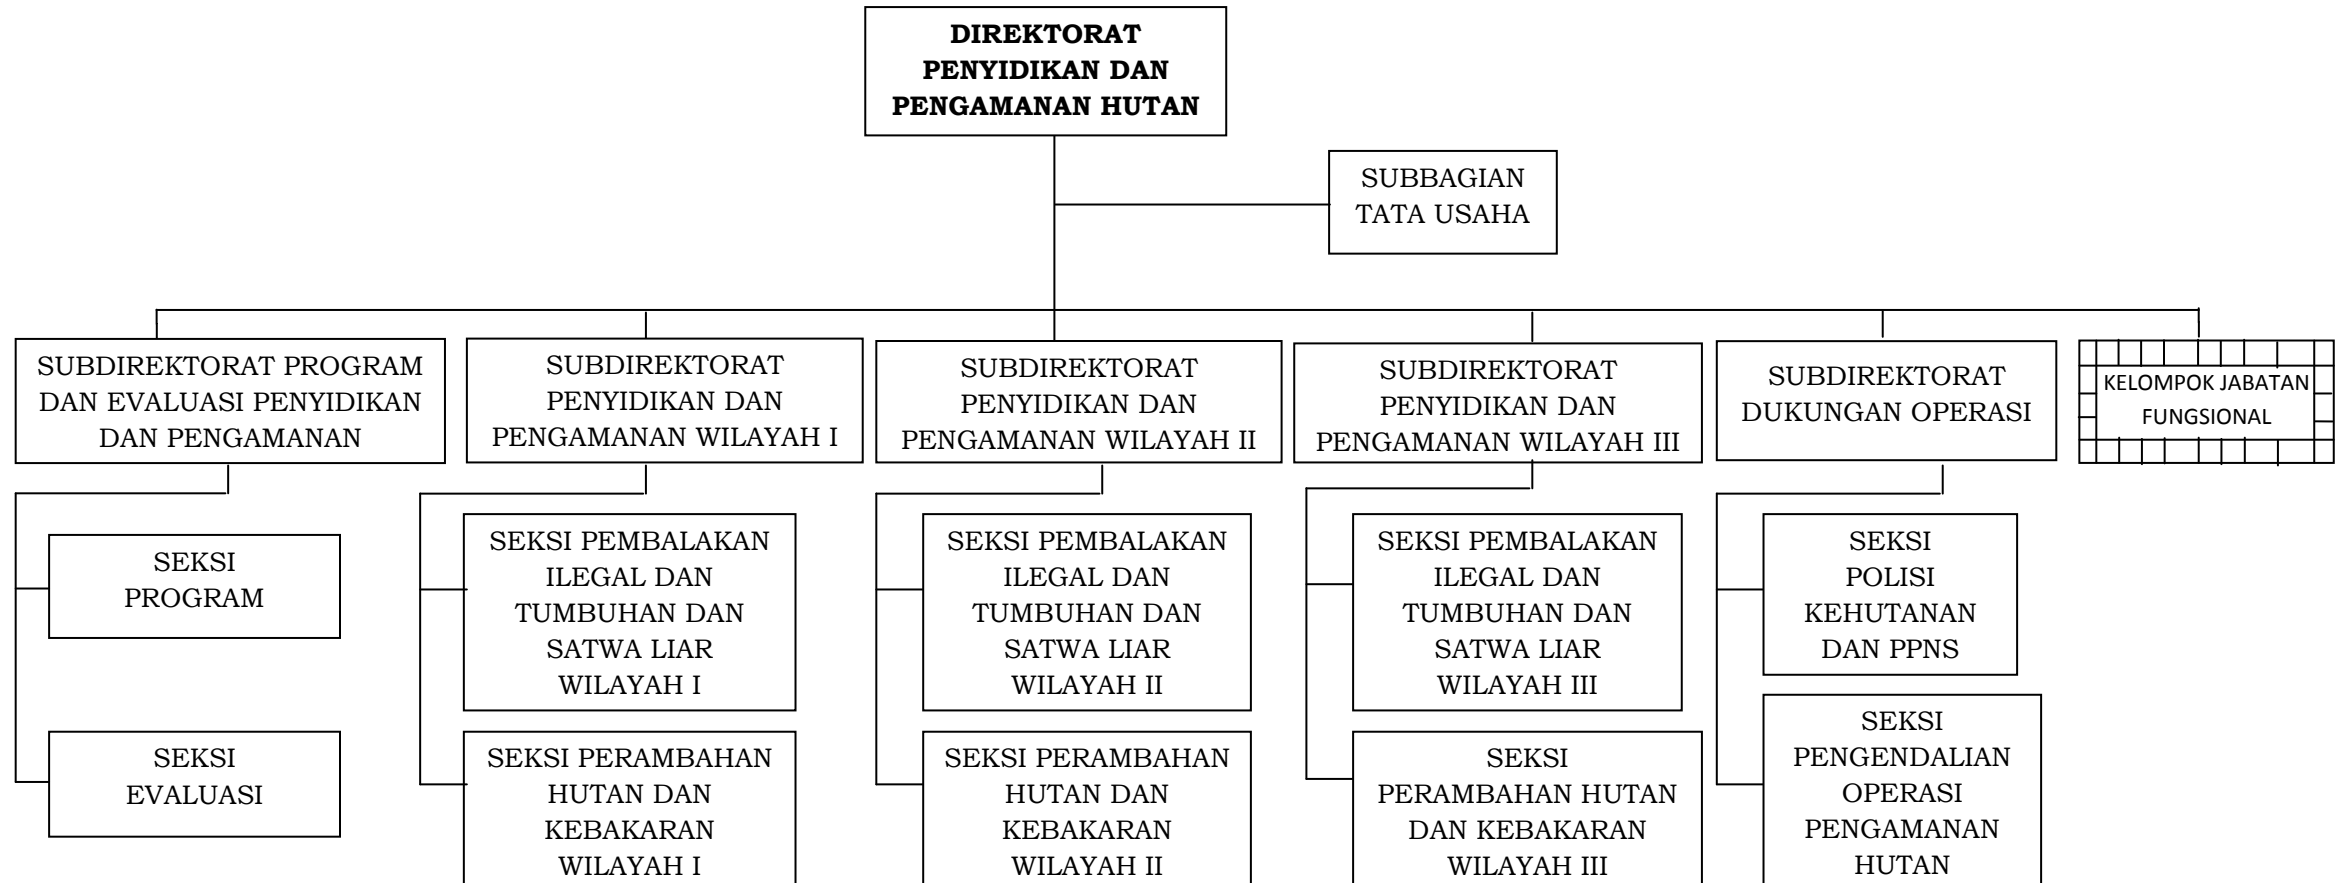 DIREKTORAT
PENYIDIKAN DAN
PENGAMANAN HUTAN
SUBBAGIAN
TATA USAHA
SUBDIREKTORAT PROGRAM
DAN EVALUASI PENYIDIKAN
DAN PENGAMANAN
SUBDIREKTORAT
PENYIDIKAN DAN
PENGAMANAN WILAYAH I
SUBDIREKTORAT
PENYIDIKAN DAN
PENGAMANAN WILAYAH II
SUBDIREKTORAT
PENYIDIKAN DAN
PENGAMANAN WILAYAH III
SUBDIREKTORAT
DUKUNGAN OPERASI
KELOMPOK JABATAN
FUNGSIONAL
SEKSI
PROGRAM
SEKSI PEMBALAKAN
ILEGAL DAN
TUMBUHAN DAN
SATWA LIAR
WILAYAH I
SEKSI PEMBALAKAN
ILEGAL DAN
TUMBUHAN DAN
SATWA LIAR
WILAYAH II
SEKSI PEMBALAKAN
ILEGAL DAN
TUMBUHAN DAN
SATWA LIAR
WILAYAH III
SEKSI
POLISI
KEHUTANAN
DAN PPNS
SEKSI
EVALUASI
SEKSI PERAMBAHAN
HUTAN DAN
KEBAKARAN
WILAYAH I
SEKSI PERAMBAHAN
HUTAN DAN
KEBAKARAN
WILAYAH II
SEKSI
PERAMBAHAN HUTAN
DAN KEBAKARAN
WILAYAH III
SEKSI
PENGENDALIAN
OPERASI
PENGAMANAN
HUTAN